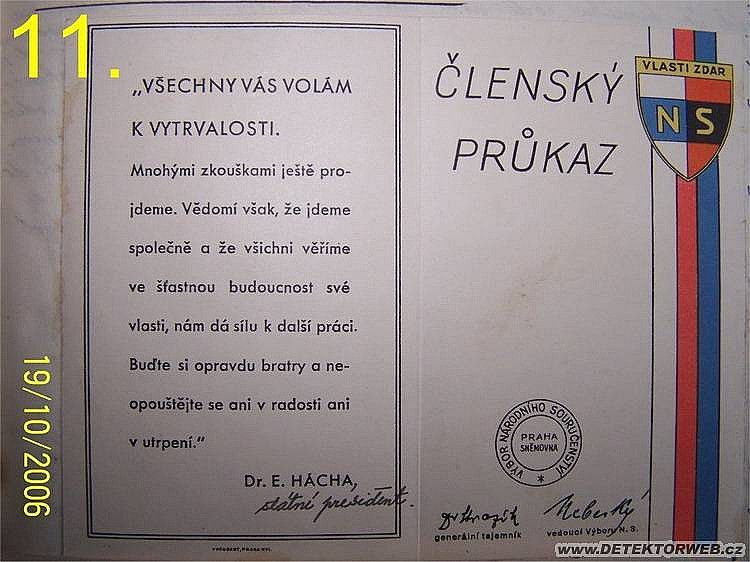 11.
„VŠECHNY VÁS VOLÁM
K VYTRVALOSTI.
Mnohými zkouškami ještě pro-
jdeme. Vědomí však, že jdeme
společně a že všichni věříme
ve šťastnou budoucnost své
vlasti, nám dá sílu k další práci.
Buďte si opravdu bratry a ne-
opouštějte se ani v radosti ani
v utrpení.“
Dr. E. HÁCHA,
státní president.
ČLENSKÝ
PRŮKAZ
VLASTI ZDAR
NS
VÝBOR NÁRODNÍHO SOURUČENSTVÍ
PRAHA
SNĚMOVNA
Nebeský
generální tajemník
vedoucí Výboru N. S.
19/10/2006
www.DETEKTORWEB.cz